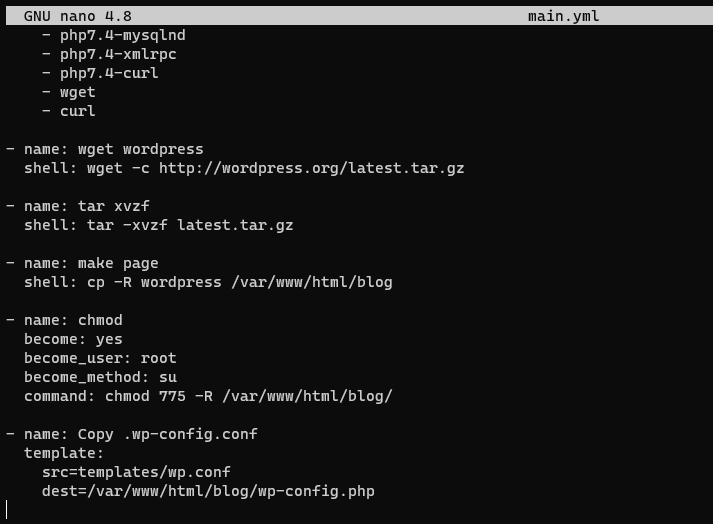 GNU nano 4.8 main.yml
- php7.4-mysqlnd
- php7.4-xmlrpc
- php7.4-curl
- wget
- curl
- name: wget wordpress
shell: wget -c http://wordpress.org/latest.tar.gz
- name: tar xvzf
shell: tar -xvzf latest.tar.gz
- name: make page
shell: cp -R wordpress /var/www/html/blog
- name: chmod
become: yes
become_user: root
become_method: su
command: chmod 775 -R /var/www/html/blog/
- name: Copy .wp-config.conf
template:
src=templates/wp.conf
dest=/var/www/html/blog/wp-config.php